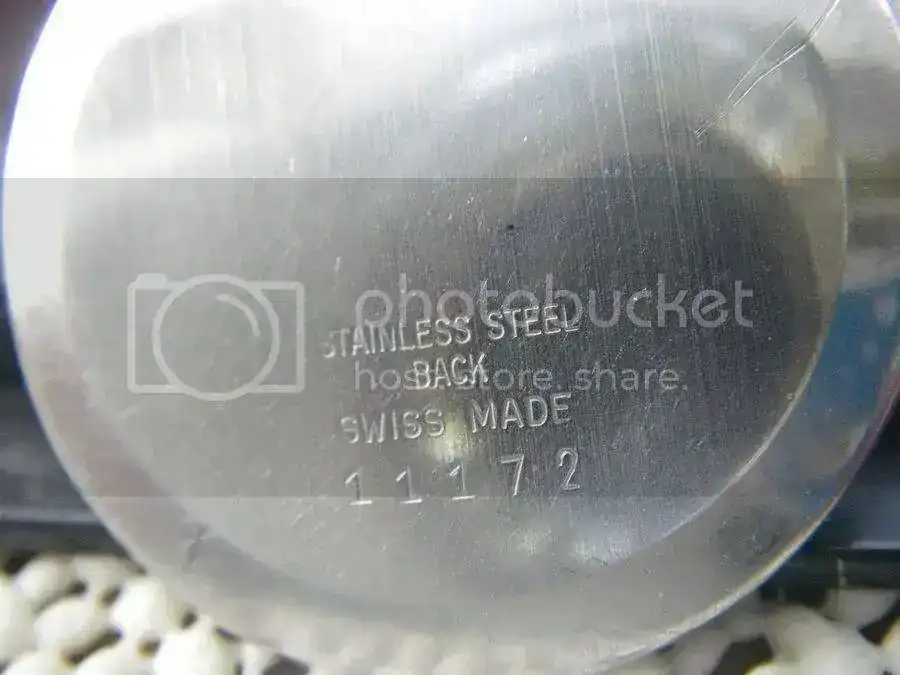 photobucket
host. store. share.
STAINLESS STEEL
BACK
SWISS MADE
11172